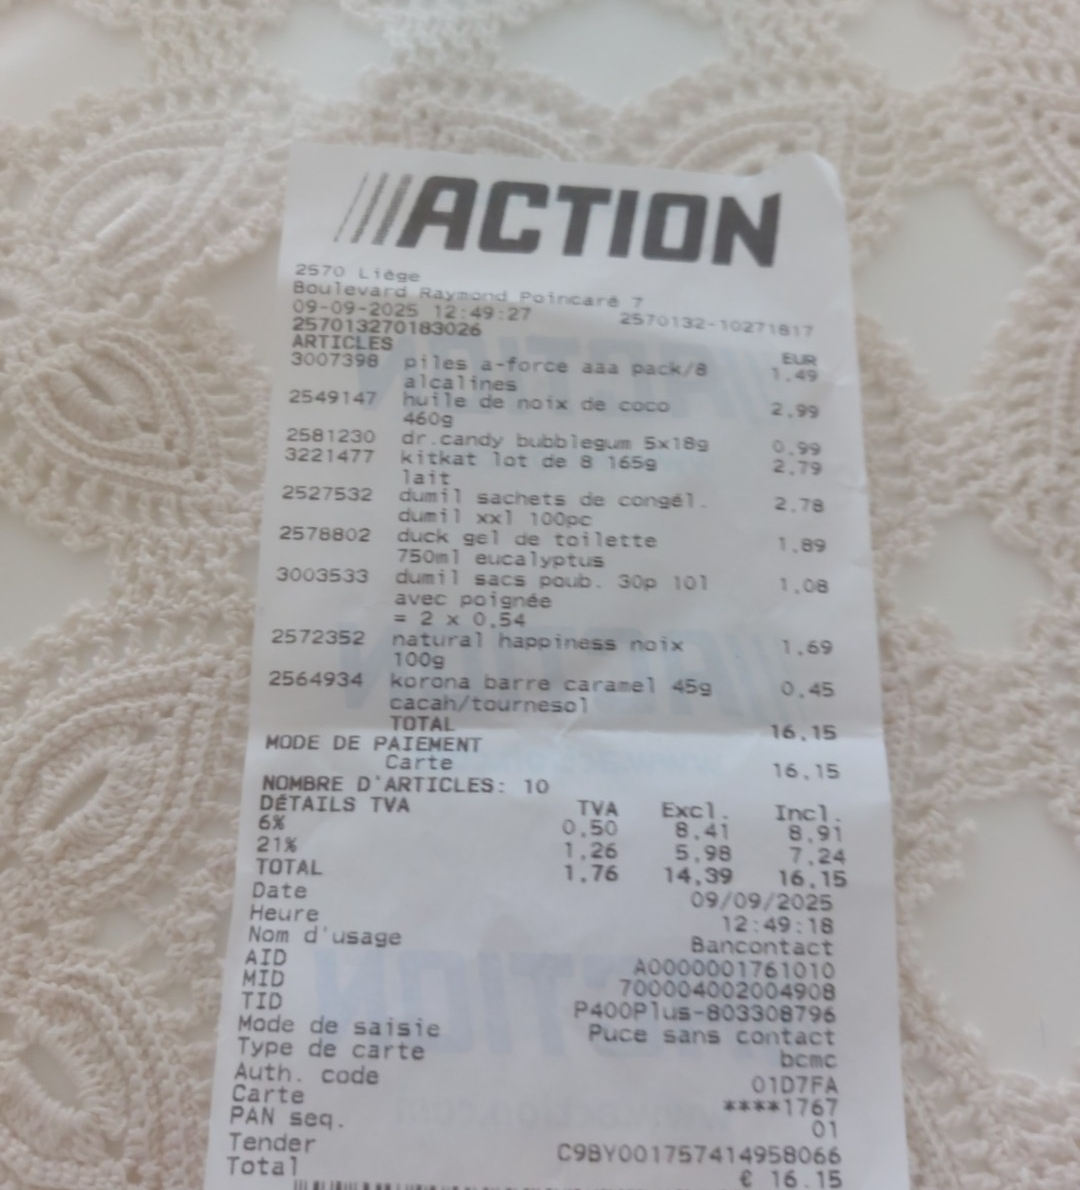 ACTION
2570 Liège
Boulevard Raymond Poincaré 7
09-09-2025 12:49:27 2570132-10271817
257013270183026
ARTICLES EUR
3007398 piles a-force aaa pack/8 1,49
alcalines
2549147 huile de noix de coco 2,99
460g
2581230 dr.candy bubblegum 5x18g 0,99
3221477 kitkat lot de 8 165g 2,79
lait
2527532 dumil sachets de congél. 2,78
dumil xxl 100pc
2578802 duck gel de toilette 1,89
750ml eucalyptus
3003533 dumil sacs poub. 30p 10l 1,08
avec poignée
= 2 x 0,54
2572352 natural happiness noix 1,69
100g
2564934 korona barre caramel 45g 0,45
cacah/tournesol
TOTAL 16,15
MODE DE PAIEMENT
Carte 16,15
NOMBRE D'ARTICLES: 10
DÉTAILS TVA TVA Excl. Incl.
6% 0,50 8,41 8,91
21% 1,26 5,98 7,24
TOTAL 1,76 14,39 16,15
Date 09/09/2025
Heure 12:49:18
Nom d'usage Bancontact
AID A0000001761010
MID 700004002004908
TID P400Plus-803308796
Mode de saisie Puce sans contact
Type de carte bcmc
Auth. code 01D7FA
Carte ****1767
PAN seq. 01
Tender C9BY001757414958066
Total € 16.15